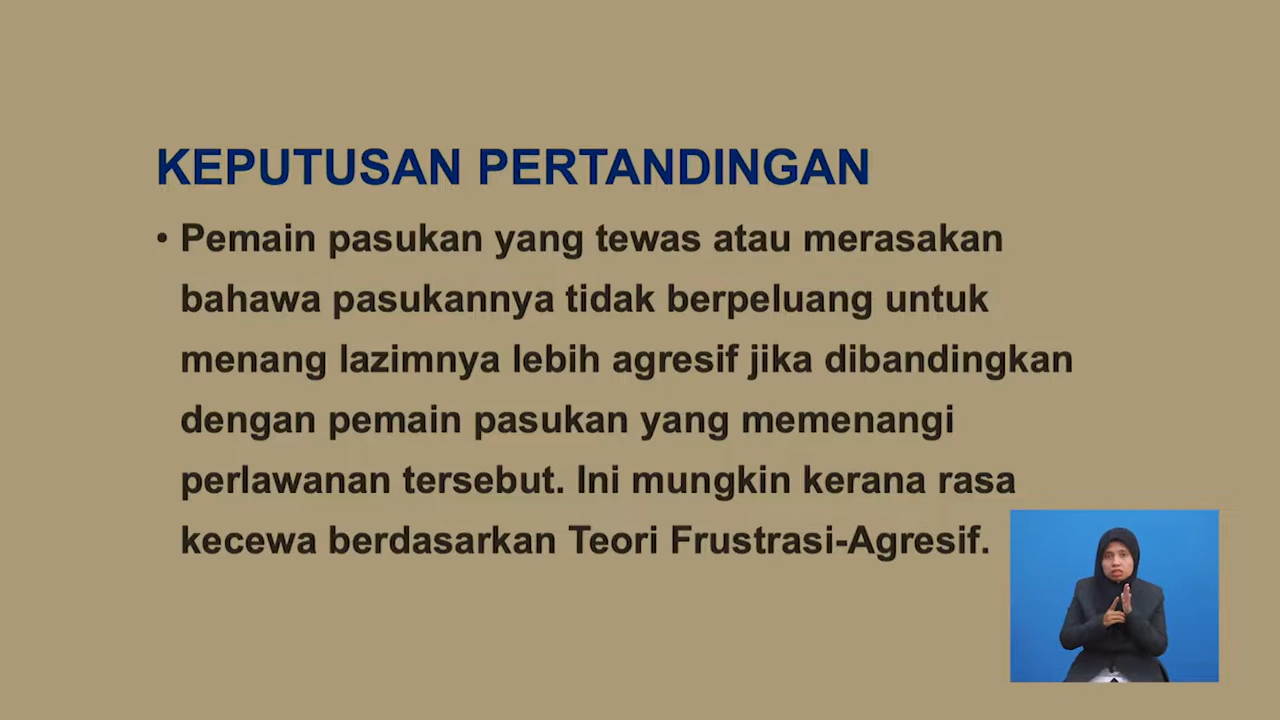 KEPUTUSAN PERTANDINGAN
• Pemain pasukan yang tewas atau merasakan
bahawa pasukannya tidak berpeluang untuk
menang lazimnya lebih agresif jika dibandingkan
dengan pemain pasukan yang memenangi
perlawanan tersebut. Ini mungkin kerana rasa
kecewa berdasarkan Teori Frustrasi-Agresif.